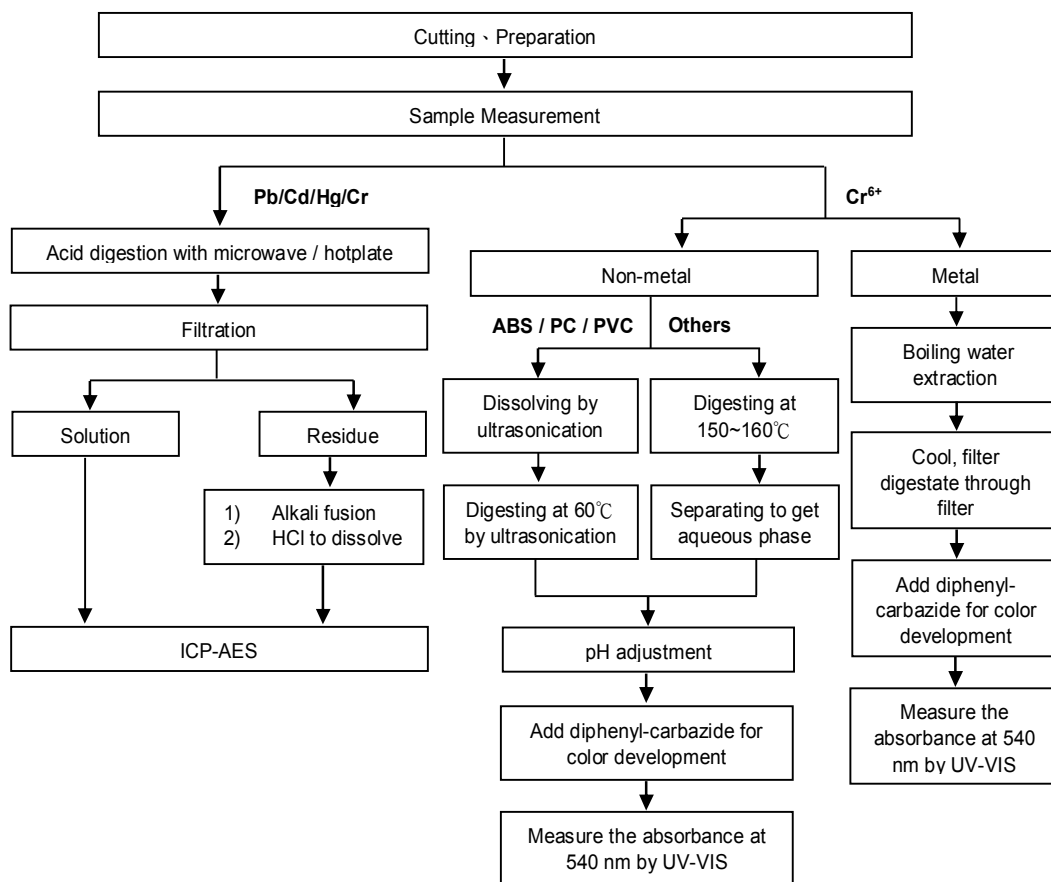 Cutting、Preparation
Sample Measurement
Pb/Cd/Hg/Cr
Cr⁶⁺
Acid digestion with microwave / hotplate
Non-metal
Metal
Filtration
ABS / PC / PVC
Others
Boiling water
extraction
Solution
Residue
Dissolving by
ultrasonication
Digesting at
150~160℃
Cool, filter
digestate through
filter
1) Alkali fusion
2) HCl to dissolve
Digesting at 60℃
by ultrasonication
Separating to get
aqueous phase
Add diphenyl-
carbazide for color
development
ICP-AES
pH adjustment
Measure the
absorbance at 540
nm by UV-VIS
Add diphenyl-carbazide for
color development
Measure the absorbance at
540 nm by UV-VIS